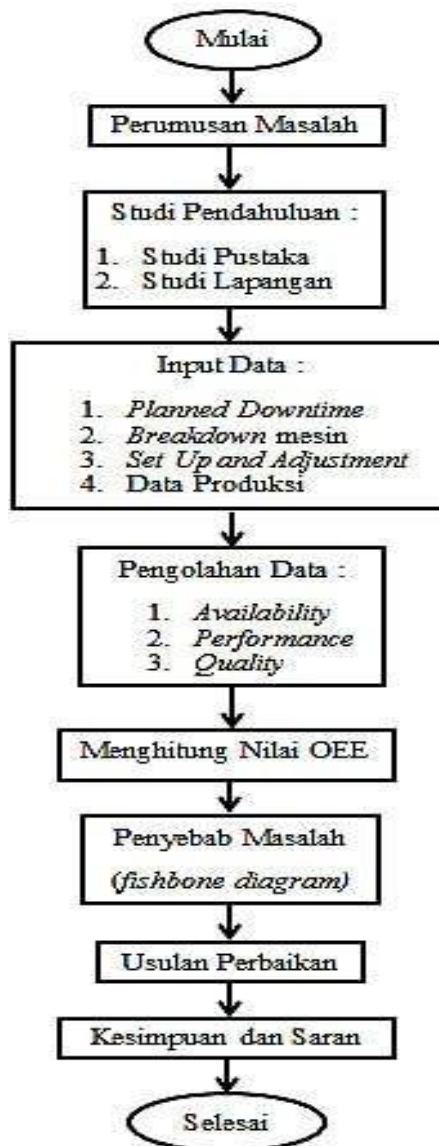 Mulai
Perumusan Masalah
Studi Pendahuluan :
1. Studi Pustaka
2. Studi Lapangan
Input Data :
1. Planned Downtime
2. Breakdown mesin
3. Set Up and Adjustment
4. Data Produksi
Pengolahan Data :
1. Availability
2. Performance
3. Quality
Menghitung Nilai OEE
Penyebab Masalah
(fishbone diagram)
Usulan Perbaikan
Kesimpuan dan Saran
Selesai